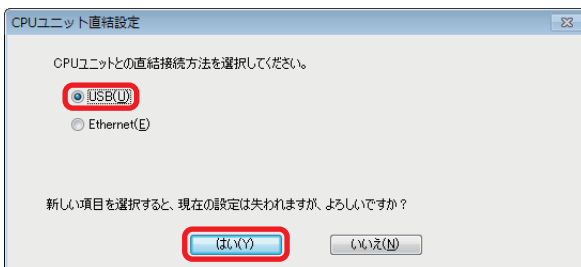 CPUユニット直結設定
CPUユニットとの直結接続方法を選択してください。
USB(U)
Ethernet(E)
新しい項目を選択すると、現在の設定は失われますが、よろしいですか？
はい(Y)
いいえ(N)